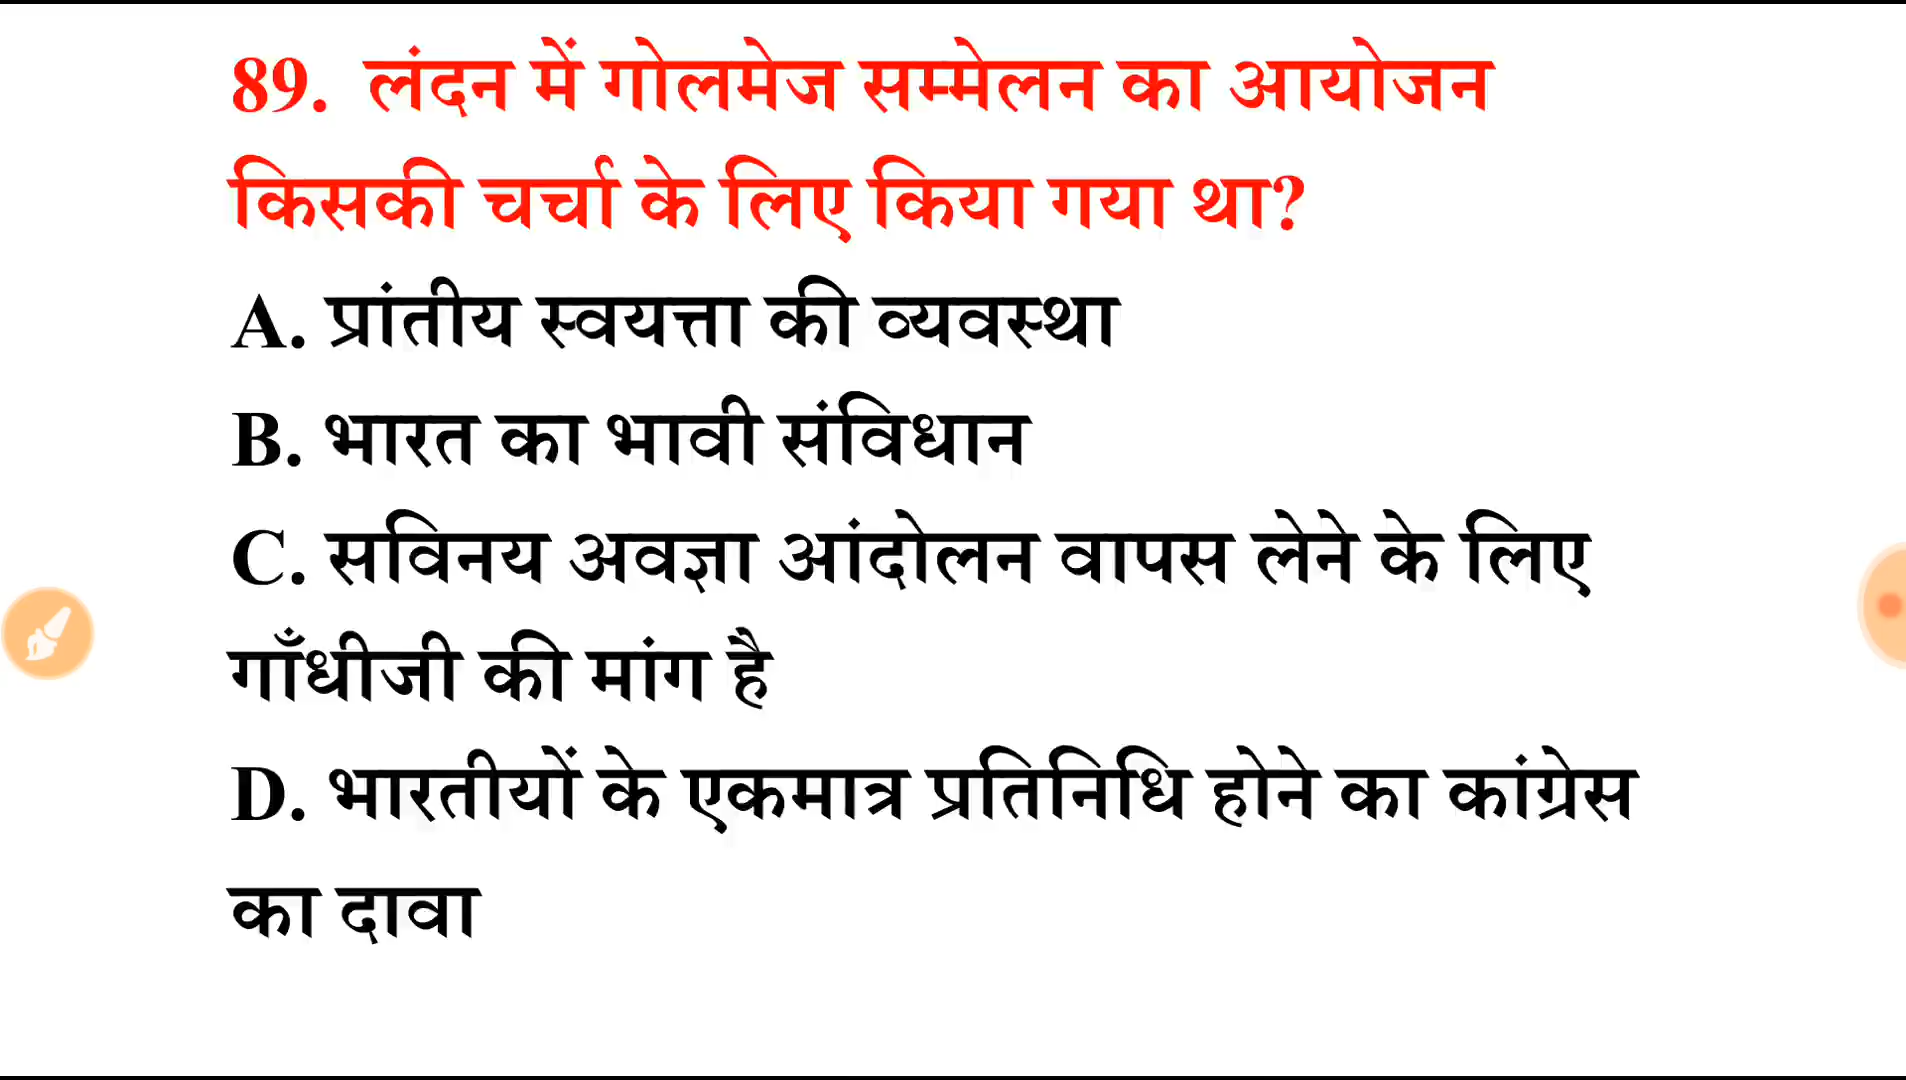 89. लंदन में गोलमेज सम्मेलन का आयोजन
किसकी चर्चा के लिए किया गया था?
A. प्रांतीय स्वयत्ता की व्यवस्था
B. भारत का भावी संविधान
C. सविनय अवज्ञा आंदोलन वापस लेने के लिए
गाँधीजी की मांग है
D. भारतीयों के एकमात्र प्रतिनिधि होने का कांग्रेस
का दावा